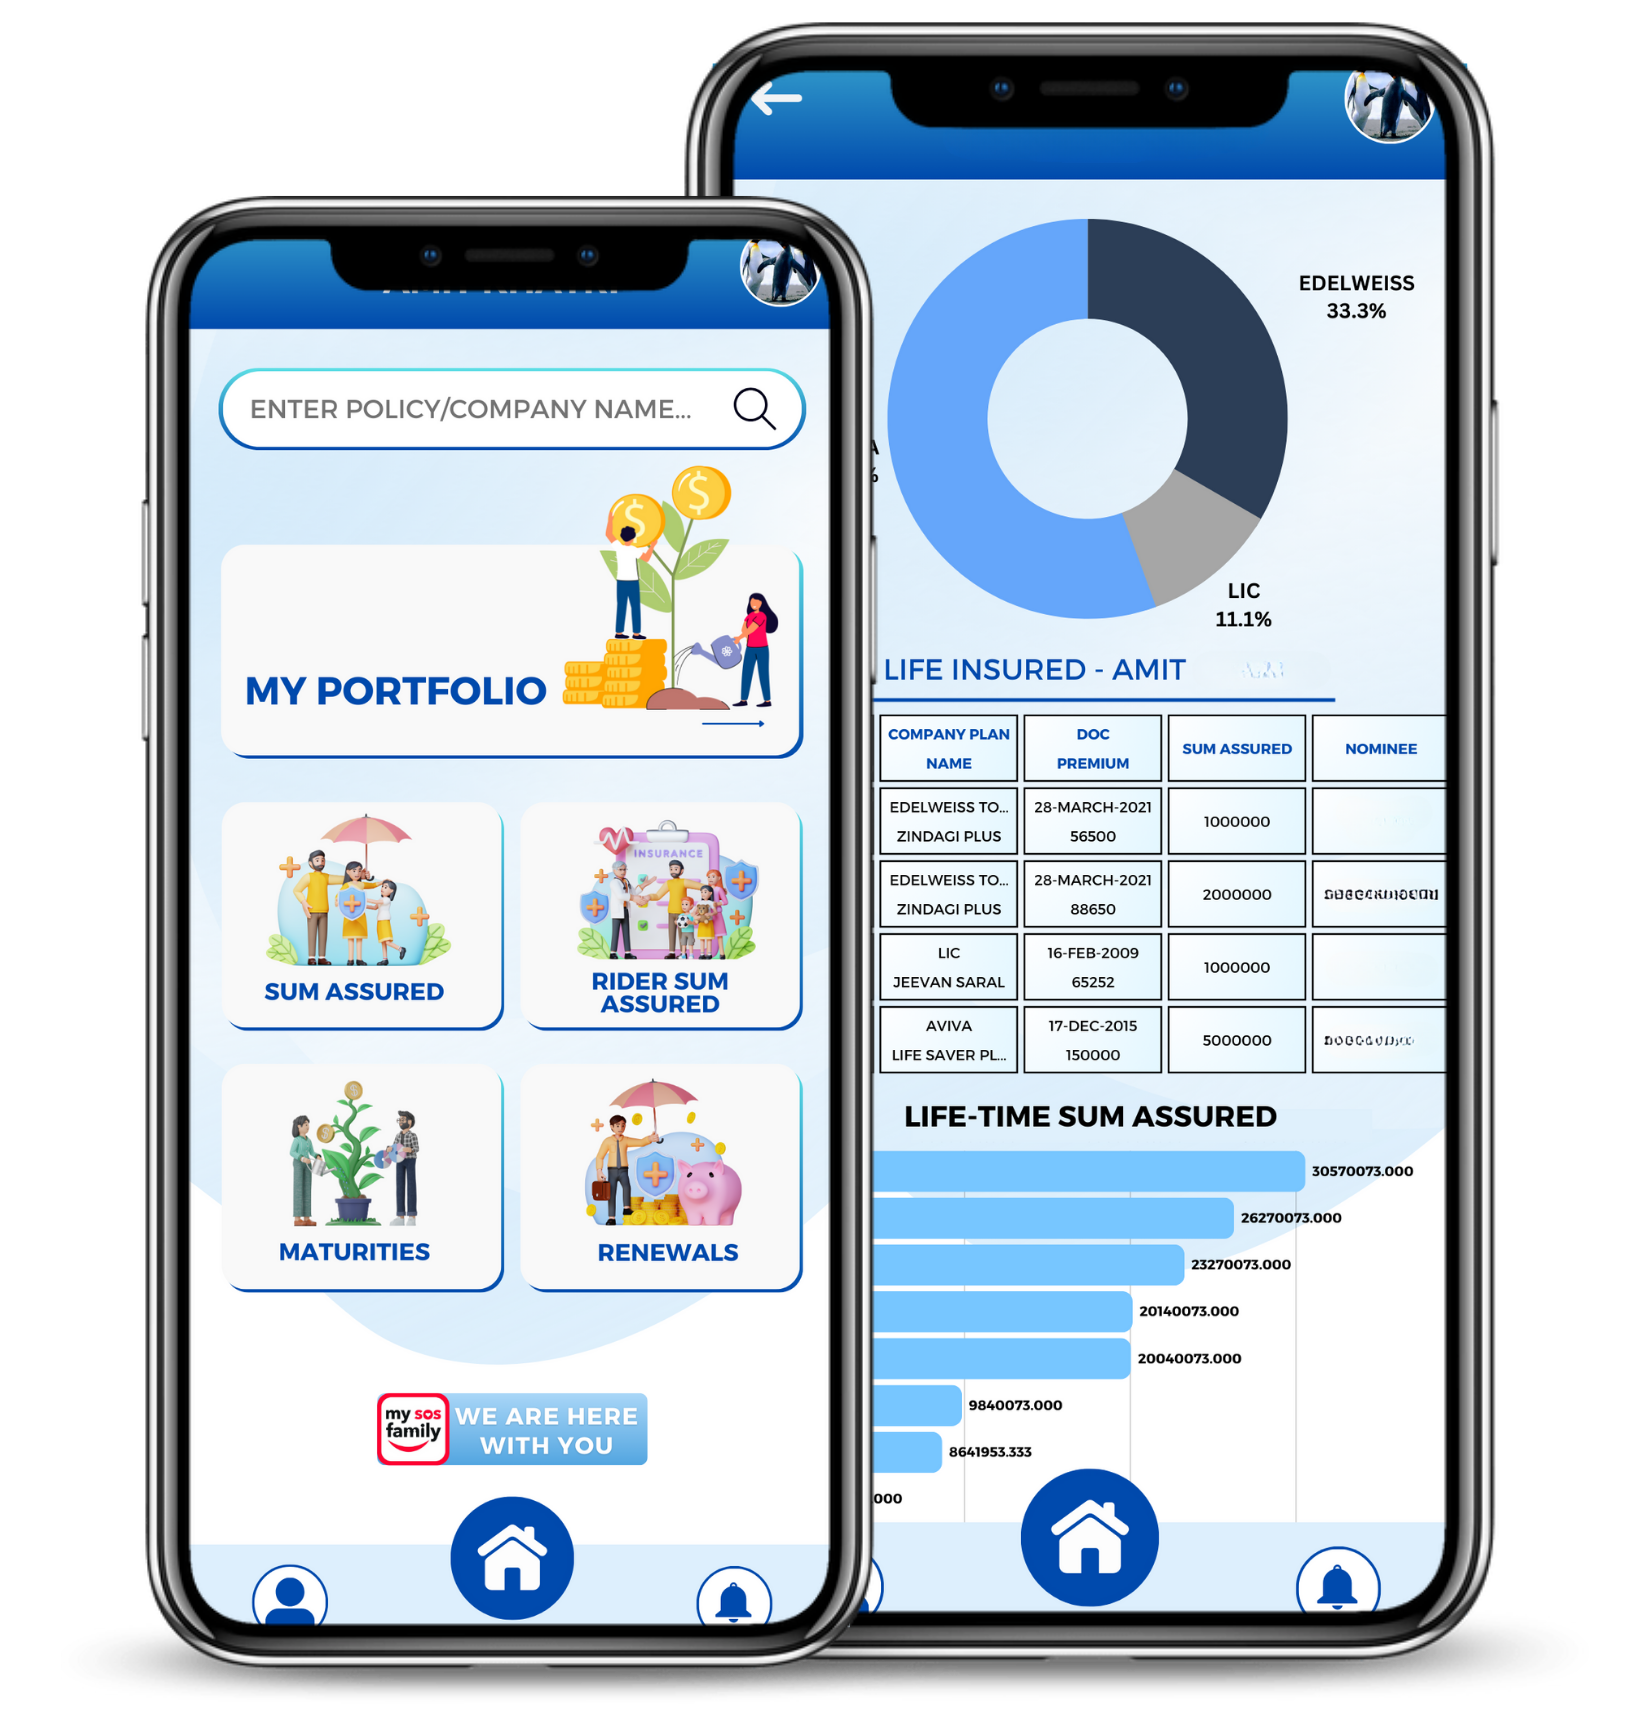 ENTER POLICY/COMPANY NAME...
MY PORTFOLIO
SUM ASSURED
INSURANCE
RIDER SUM
ASSURED
MATURITIES
RENEWALS
my sos
family
WE ARE HERE
WITH YOU
EDELWEISS
33.3%
A
%
LIC
11.1%
LIFE INSURED - AMIT
COMPANY PLAN
NAME
DOC
PREMIUM
SUM ASSURED
NOMINEE
EDELWEISS TO...
ZINDAGI PLUS
28-MARCH-2021
56500
1000000
EDELWEISS TO...
ZINDAGI PLUS
28-MARCH-2021
88650
2000000
LIC
JEEVAN SARAL
16-FEB-2009
65252
1000000
AVIVA
LIFE SAVER PL...
17-DEC-2015
150000
5000000
LIFE-TIME SUM ASSURED
30570073.000
26270073.000
23270073.000
20140073.000
20040073.000
9840073.000
8641953.333
000